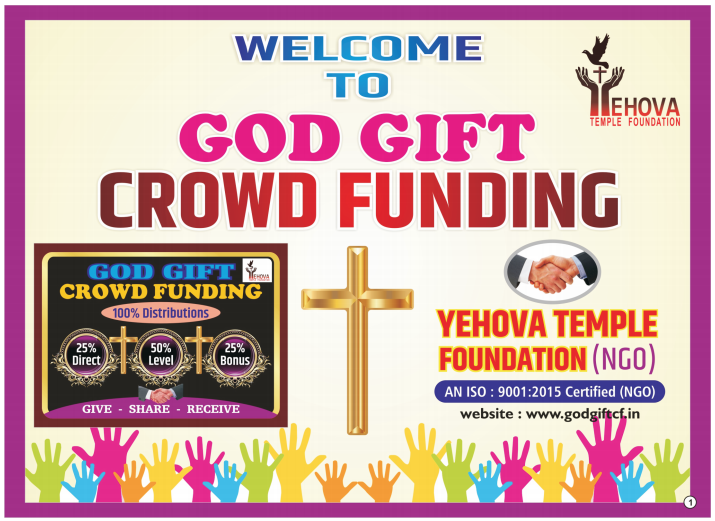 WELCOME
TO
EHOVA
TEMPLE FOUNDATION
GOD GIFT
CROWD FUNDING
GOD GIFT
EHOVA
CROWD FUNDING
100% Distributions
25%
Direct
50%
Level
25%
Bonus
GIVE - SHARE - RECEIVE
YEHOVA TEMPLE
FOUNDATION (NGO)
AN ISO : 9001:2015 Certified (NGO)
website : www.godgiftcf.in
1